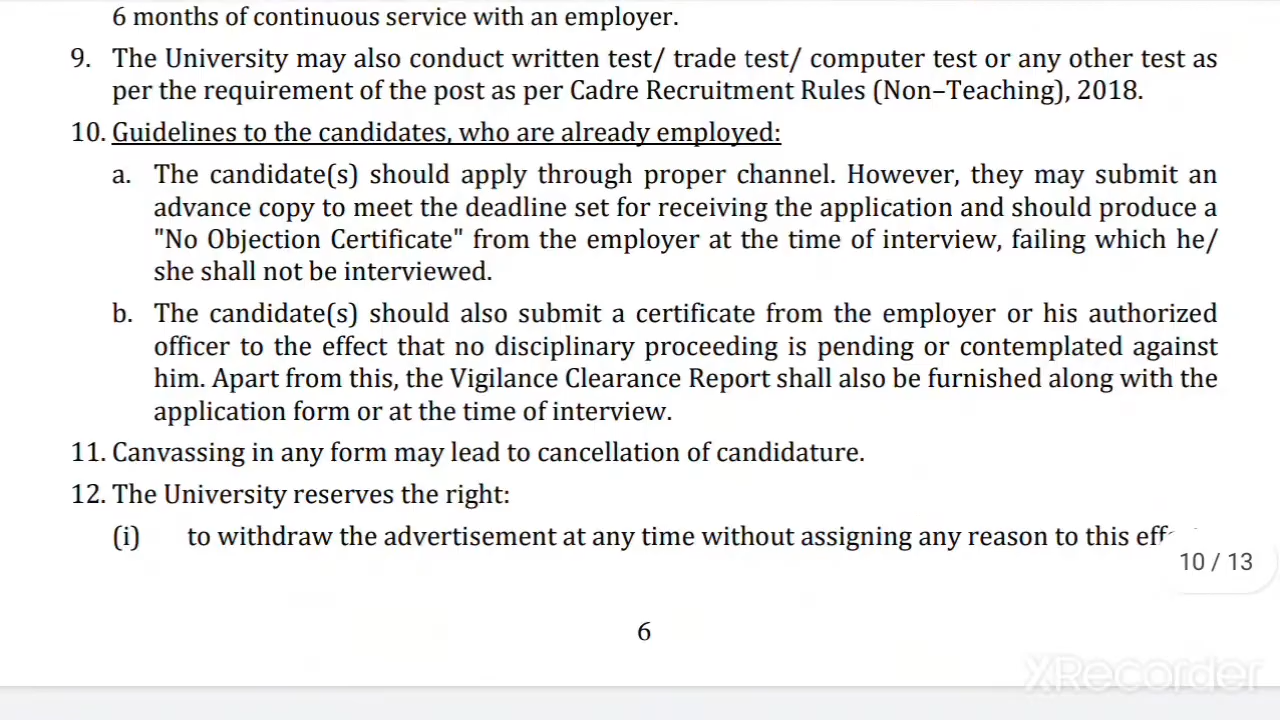 6 months of continuous service with an employer.
9. The University may also conduct written test/ trade test/ computer test or any other test as
per the requirement of the post as per Cadre Recruitment Rules (Non–Teaching), 2018.
10. Guidelines to the candidates, who are already employed:
a. The candidate(s) should apply through proper channel. However, they may submit an
advance copy to meet the deadline set for receiving the application and should produce a
"No Objection Certificate" from the employer at the time of interview, failing which he/
she shall not be interviewed.
b. The candidate(s) should also submit a certificate from the employer or his authorized
officer to the effect that no disciplinary proceeding is pending or contemplated against
him. Apart from this, the Vigilance Clearance Report shall also be furnished along with the
application form or at the time of interview.
11. Canvassing in any form may lead to cancellation of candidature.
12. The University reserves the right:
(i) to withdraw the advertisement at any time without assigning any reason to this
10 / 13
6
XRecorder